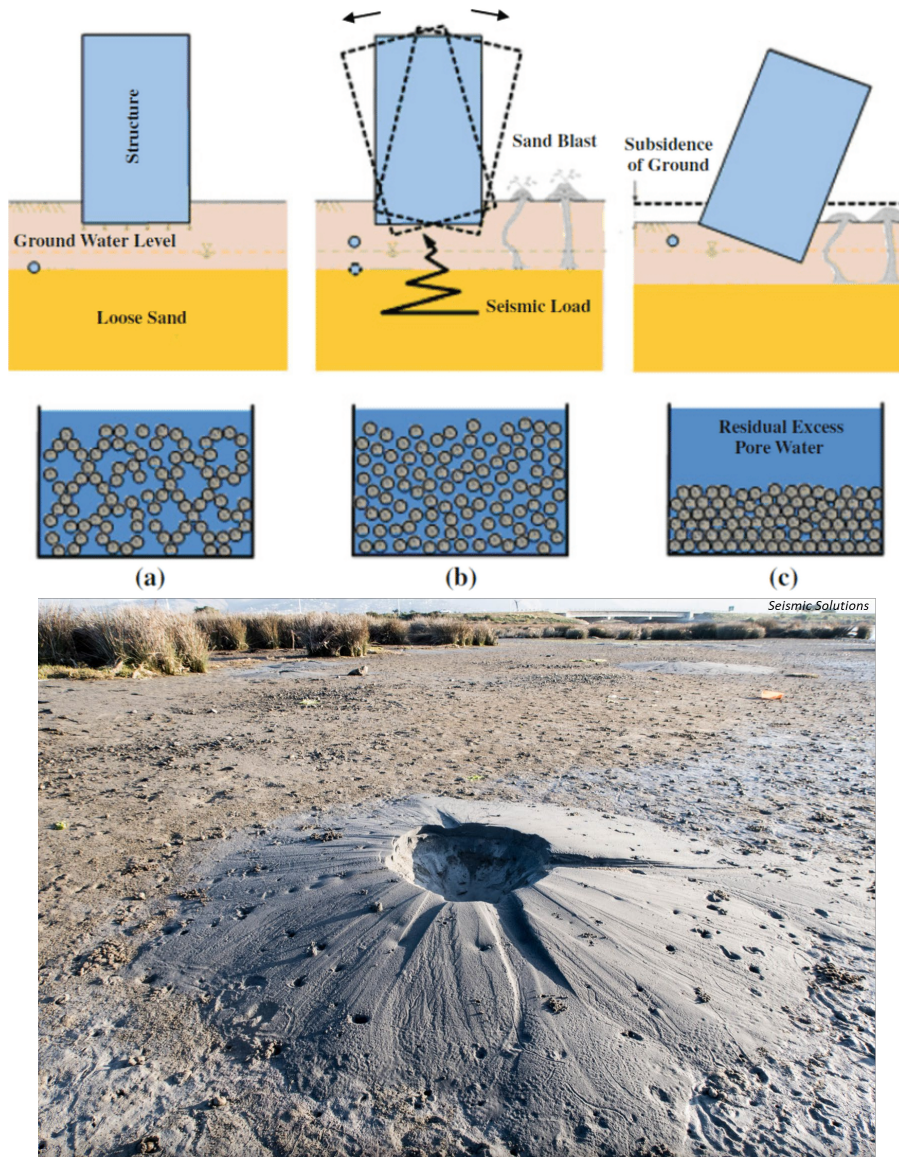 Structure
Ground Water Level
Loose Sand
Sand Blast
Seismic Load
Subsidence
of Ground
Residual Excess
Pore Water
(a)
(b)
(c)
Seismic Solutions